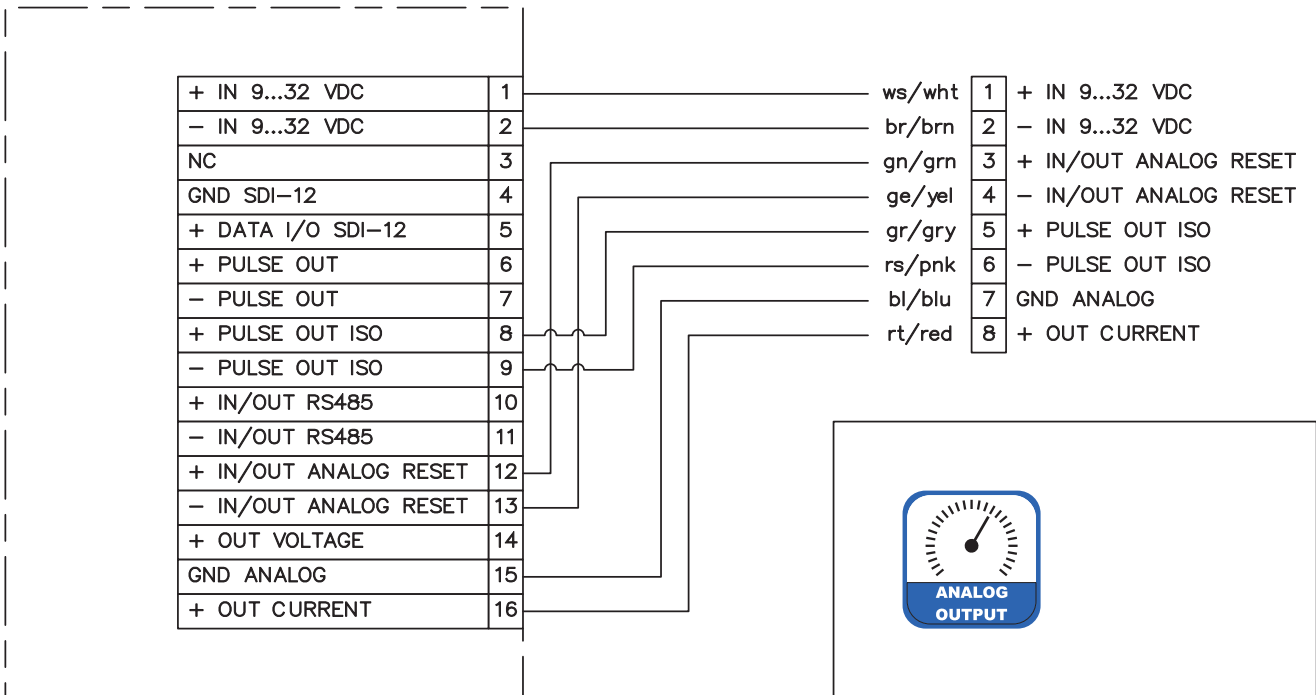 + IN 9...32 VDC 1
− IN 9...32 VDC 2
NC 3
GND SDI−12 4
+ DATA I/O SDI−12 5
+ PULSE OUT 6
− PULSE OUT 7
+ PULSE OUT ISO 8
− PULSE OUT ISO 9
+ IN/OUT RS485 10
− IN/OUT RS485 11
+ IN/OUT ANALOG RESET 12
− IN/OUT ANALOG RESET 13
+ OUT VOLTAGE 14
GND ANALOG 15
+ OUT CURRENT 16
ws/wht 1 + IN 9...32 VDC
br/brn 2 − IN 9...32 VDC
gn/grn 3 + IN/OUT ANALOG RESET
ge/yel 4 − IN/OUT ANALOG RESET
gr/gry 5 + PULSE OUT ISO
rs/pnk 6 − PULSE OUT ISO
bl/blu 7 GND ANALOG
rt/red 8 + OUT CURRENT
ANALOG
OUTPUT